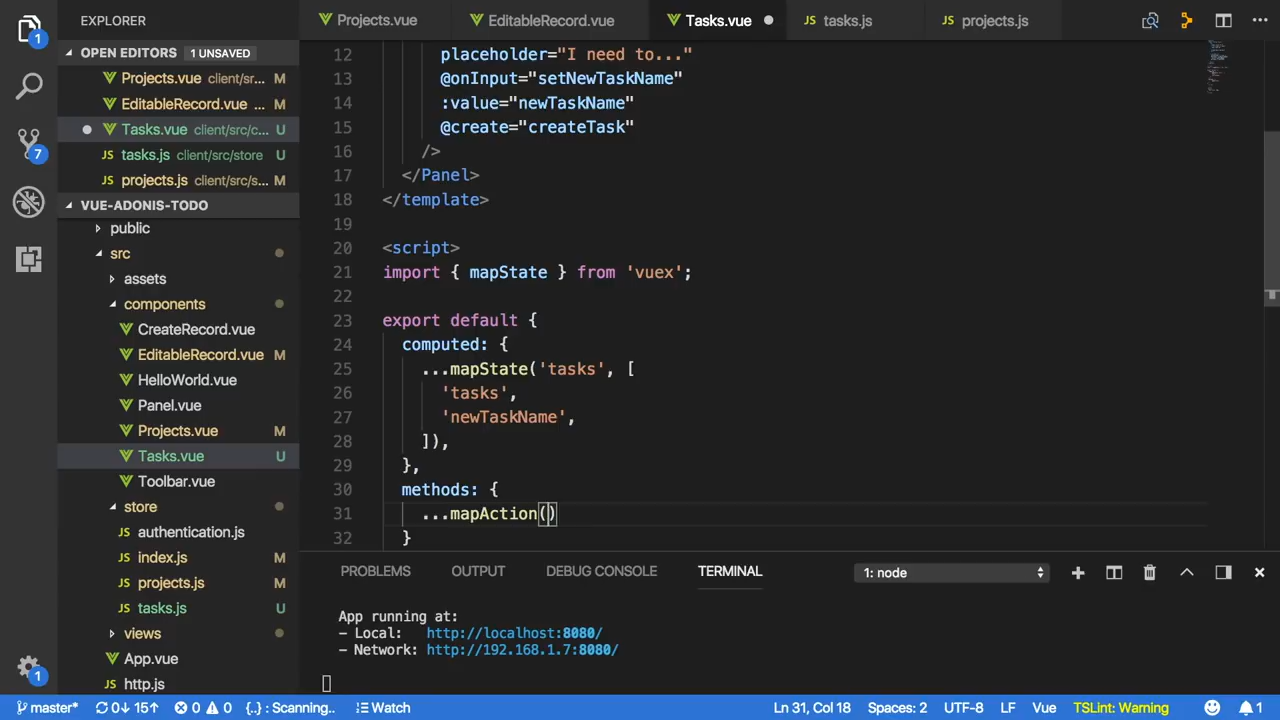 EXPLORER
Projects.vue
EditableRecord.vue
Tasks.vue
tasks.js
projects.js
OPEN EDITORS 1 UNSAVED
Projects.vue client/src/... M
EditableRecord.vue ... M
Tasks.vue client/src/c... U
tasks.js client/src/store U
projects.js client/src/s... M
VUE-ADONIS-TODO
public
src
assets
components
CreateRecord.vue
EditableRecord.vue M
HelloWorld.vue
Panel.vue
Projects.vue M
Tasks.vue U
Toolbar.vue
store
authentication.js
index.js M
projects.js M
tasks.js U
views
App.vue
http.js
1
7
1
12 placeholder="I need to..."
13 @onInput="setNewTaskName"
14 :value="newTaskName"
15 @create="createTask"
16 />
17 </Panel>
18 </template>
19
20 <script>
21 import { mapState } from 'vuex';
22
23 export default {
24 computed: {
25 ...mapState('tasks', [
26 'tasks',
27 'newTaskName',
28 ]),
29 },
30 methods: {
31 ...mapAction()
32 }
PROBLEMS OUTPUT DEBUG CONSOLE TERMINAL 1: node
App running at:
- Local: http://localhost:8080/
- Network: http://192.168.1.7:8080/
master* 0↓ 15↑ 0 0 {..} : Scanning.. Watch Ln 31, Col 18 Spaces: 2 UTF-8 LF Vue TSLint: Warning 1